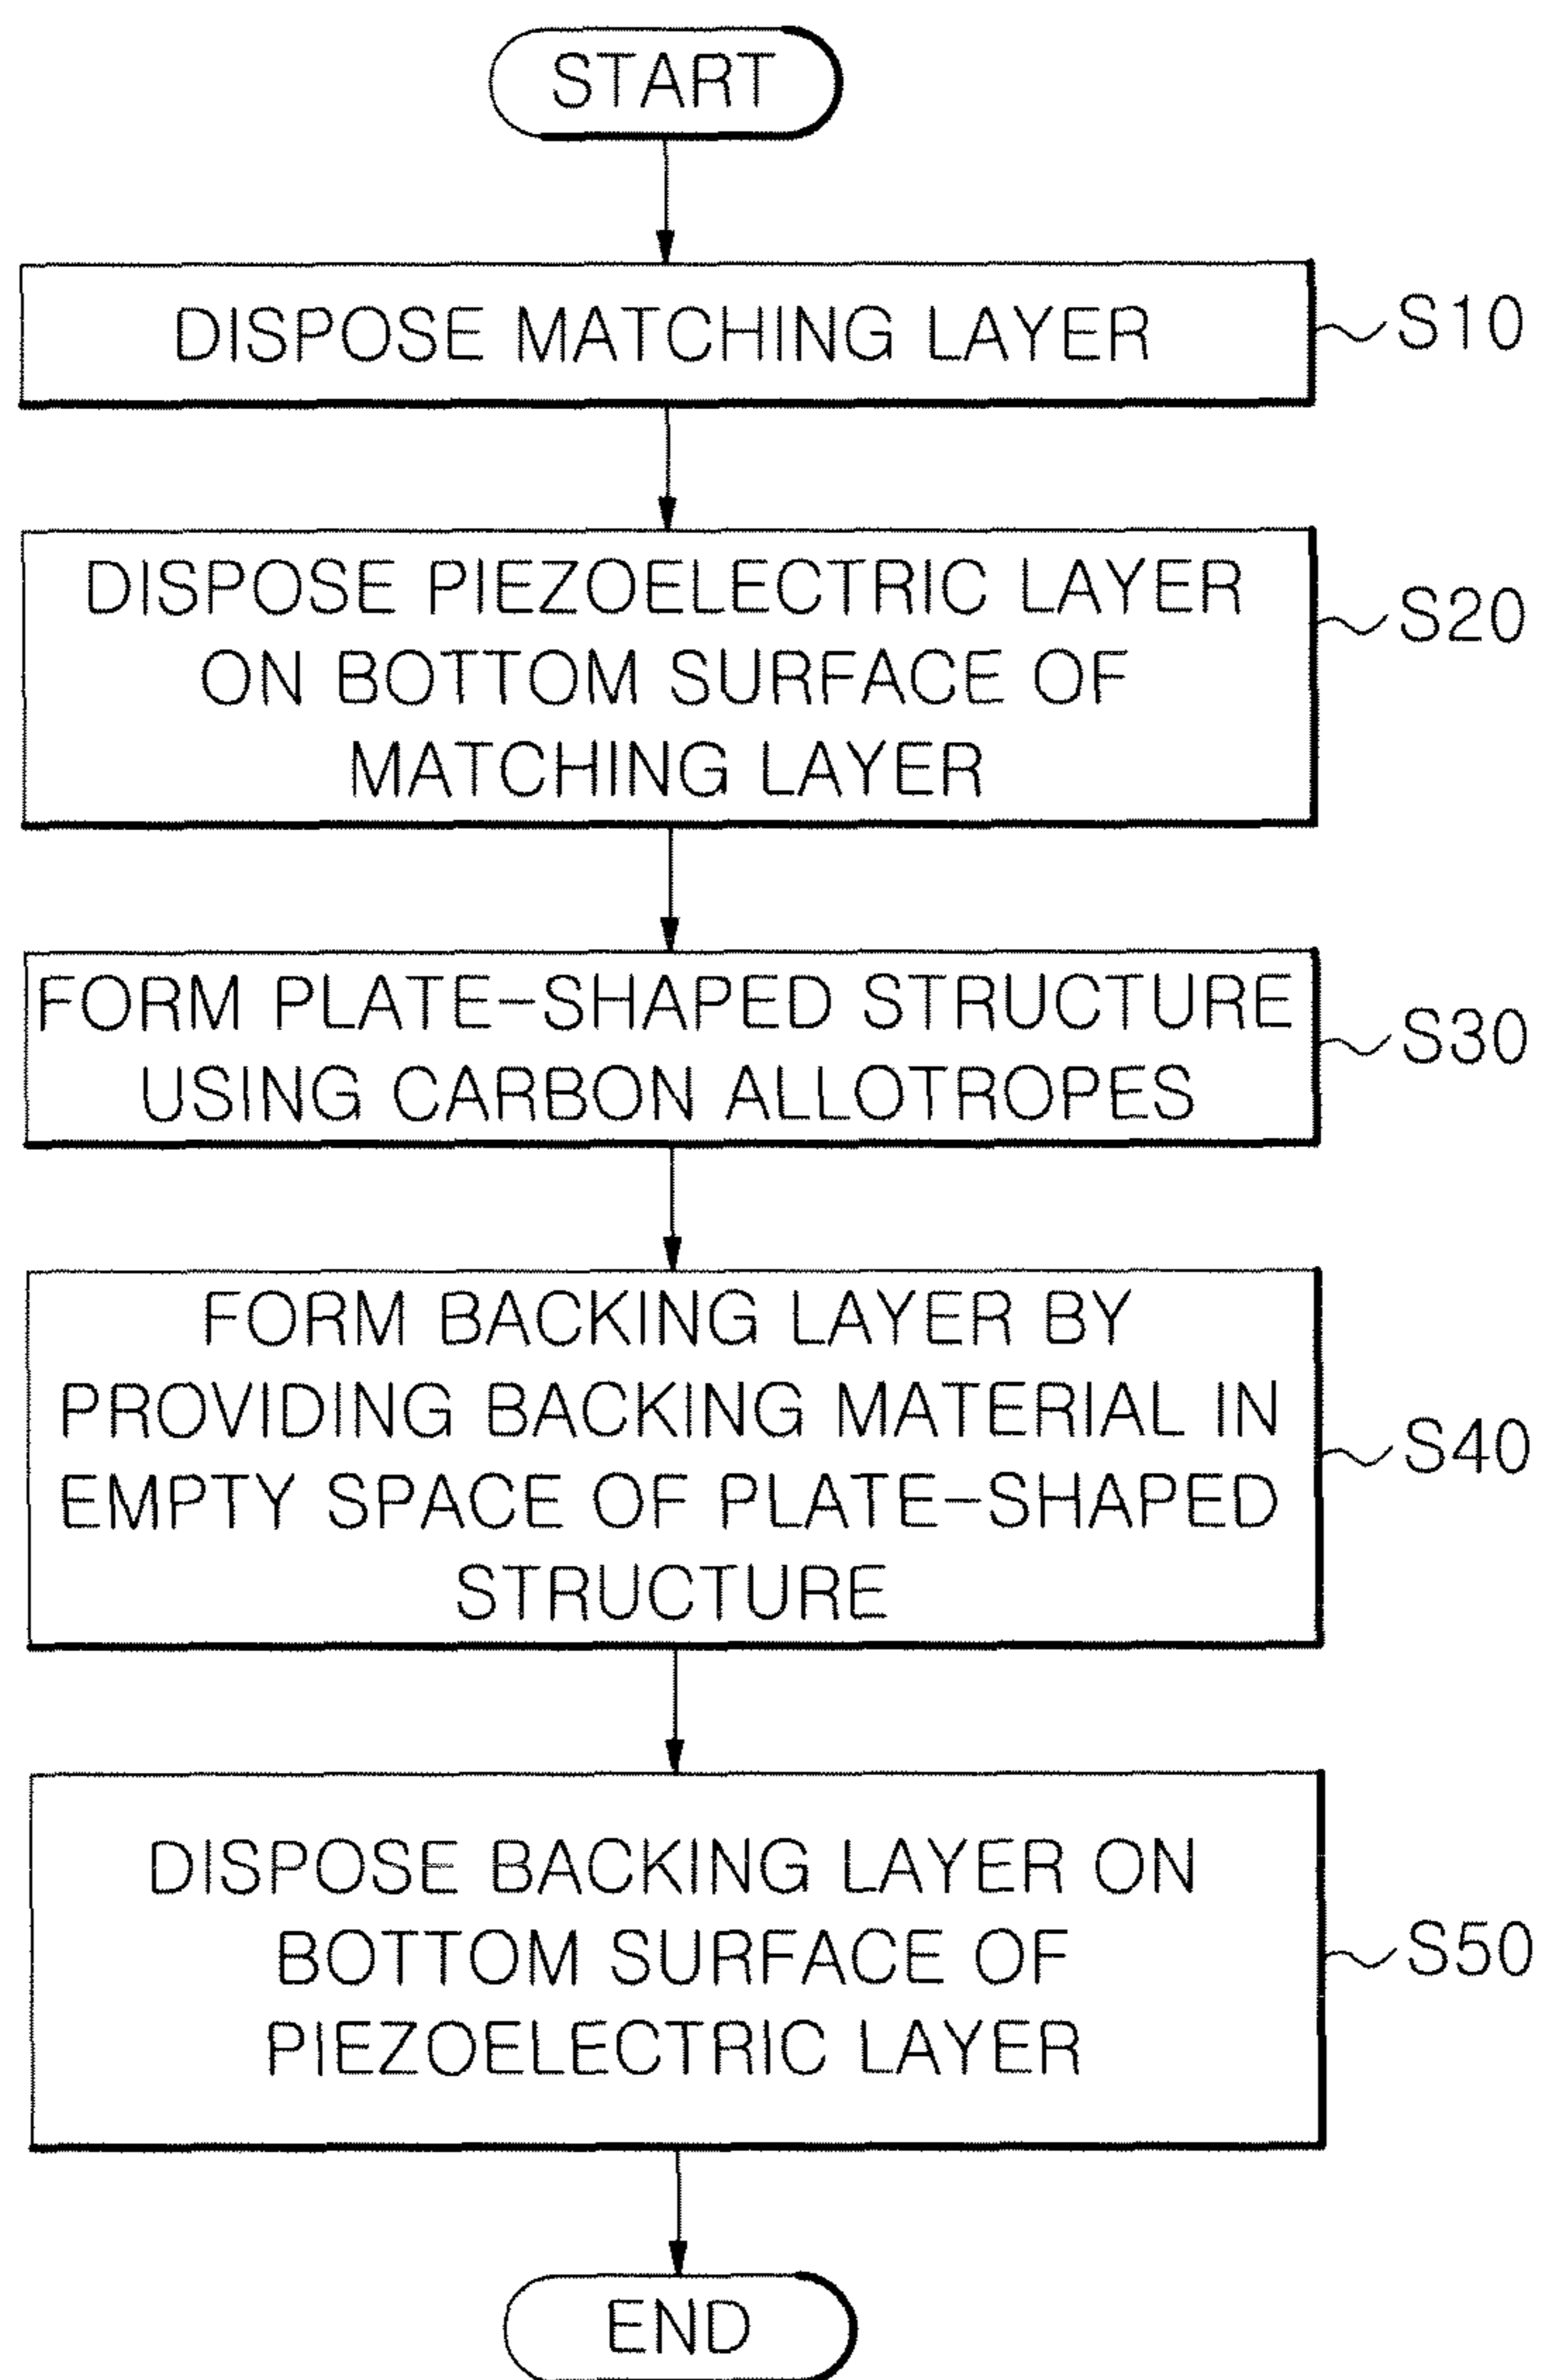 START
DISPOSE MATCHING LAYER
S10
DISPOSE PIEZOELECTRIC LAYER
ON BOTTOM SURFACE OF
MATCHING LAYER
S20
FORM PLATE-SHAPED STRUCTURE
USING CARBON ALLOTROPES
S30
FORM BACKING LAYER BY
PROVIDING BACKING MATERIAL IN
EMPTY SPACE OF PLATE-SHAPED
STRUCTURE
S40
DISPOSE BACKING LAYER ON
BOTTOM SURFACE OF
PIEZOELECTRIC LAYER
S50
END